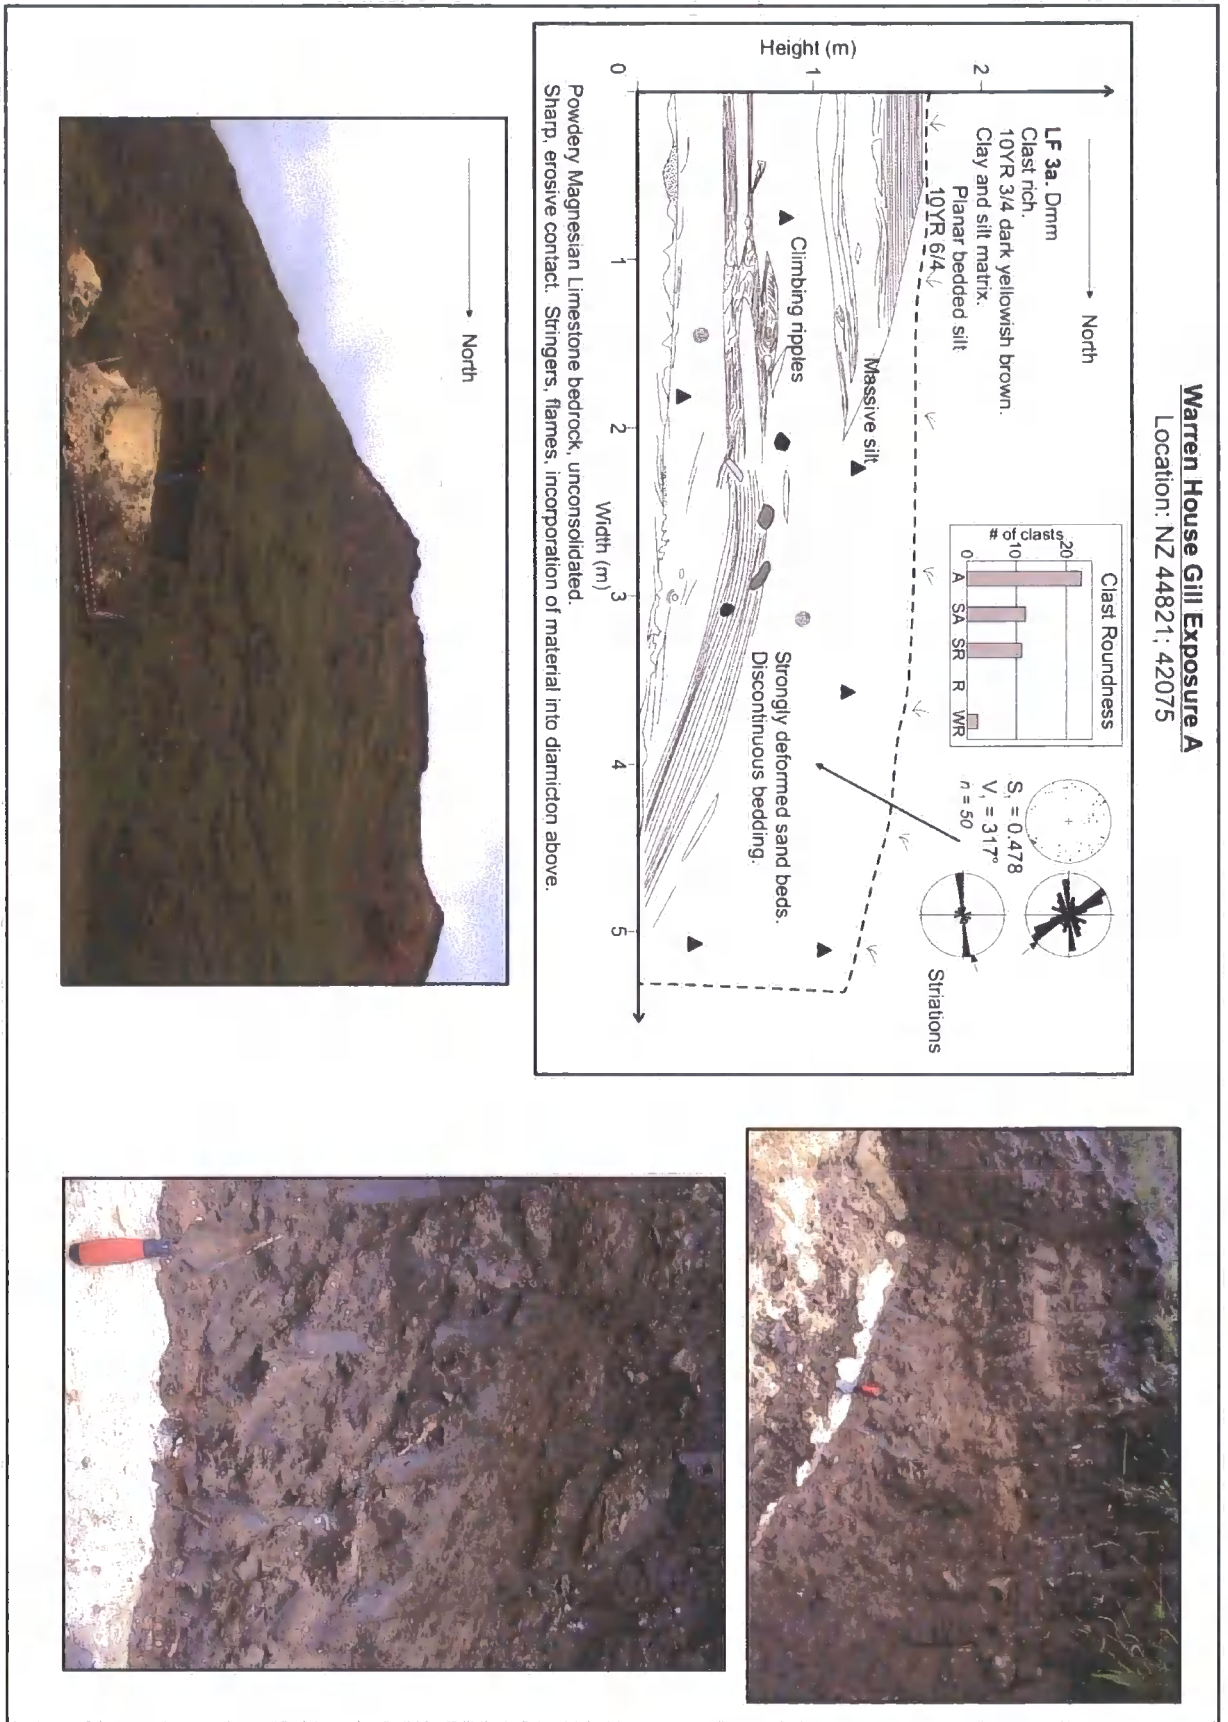 Warren House Gill Exposure A
Location: NZ 44821; 42075
North
LF 3a. Dmm
Clast rich.
10YR 3/4 dark yellowish brown.
Clay and silt matrix.
Planar bedded silt
10YR 6/4
Massive silt
Climbing ripples
Strongly deformed sand beds.
Discontinuous bedding.
Clast Roundness
# of clasts
0 10 20
A SA SR R WR
S₁ = 0.478
V₁ = 317°
n = 50
Striations
Height (m)
0 1 2
1 2 3 4 5
Width (m)
Powdery Magnesian Limestone bedrock, unconsolidated.
Sharp, erosive contact. Stringers, flames, incorporation of material into diamicton above.
North